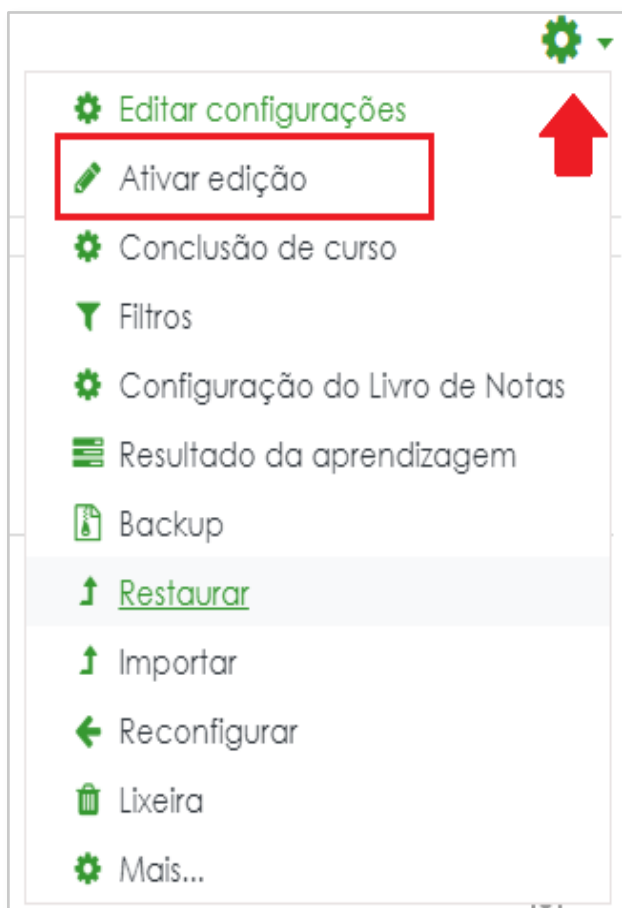 Editar configurações
Ativar edição
Conclusão de curso
Filtros
Configuração do Livro de Notas
Resultado da aprendizagem
Backup
Restaurar
Importar
Reconfigurar
Lixeira
Mais...